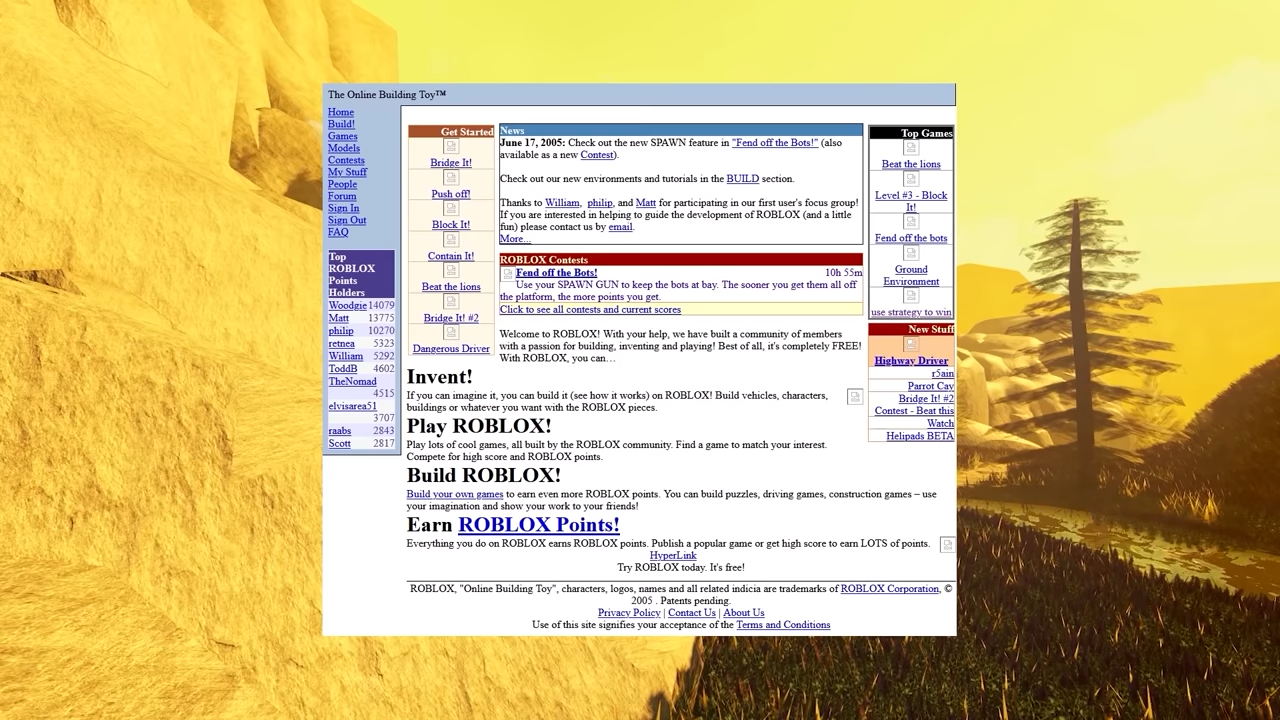 The Online Building Toy™
Home
Build!
Games
Models
Contests
My Stuff
People
Forum
Sign In
Sign Out
FAQ
Top
ROBLOX
Points
Holders
Woodgie 14079
Matt 13775
philip 10270
retnea 5323
William 5292
ToddB 4602
TheNomad
4515
elvisarea51
3707
raabs 2843
Scott 2817
Get Started
Bridge It!
Push off!
Block It!
Contain It!
Beat the lions
Bridge It! #2
Dangerous Driver
News
June 17, 2005: Check out the new SPAWN feature in "Fend off the Bots!" (also
available as a new Contest).
Check out our new environments and tutorials in the BUILD section.
Thanks to William, philip, and Matt for participating in our first user's focus group!
If you are interested in helping to guide the development of ROBLOX (and a little
fun) please contact us by email.
More...
ROBLOX Contests
Fend off the Bots! 10h 55m
Use your SPAWN GUN to keep the bots at bay. The sooner you get them all off
the platform, the more points you get.
Click to see all contests and current scores
Welcome to ROBLOX! With your help, we have built a community of members
with a passion for building, inventing and playing! Best of all, it's completely FREE!
With ROBLOX, you can…
Top Games
Beat the lions
Level #3 - Block
It!
Fend off the bots
Ground
Environment
use strategy to win
New Stuff
Highway Driver
r5ain
Parrot Cay
Bridge It! #2
Contest - Beat this
Watch
Helipads BETA
Invent!
If you can imagine it, you can build it (see how it works) on ROBLOX! Build vehicles, characters,
buildings or whatever you want with the ROBLOX pieces.
Play ROBLOX!
Play lots of cool games, all built by the ROBLOX community. Find a game to match your interest.
Compete for high score and ROBLOX points.
Build ROBLOX!
Build your own games to earn even more ROBLOX points. You can build puzzles, driving games, construction games – use
your imagination and show your work to your friends!
Earn ROBLOX Points!
Everything you do on ROBLOX earns ROBLOX points. Publish a popular game or get high score to earn LOTS of points.
HyperLink
Try ROBLOX today. It's free!
ROBLOX, "Online Building Toy", characters, logos, names and all related indicia are trademarks of ROBLOX Corporation, ©
2005 . Patents pending.
Privacy Policy | Contact Us | About Us
Use of this site signifies your acceptance of the Terms and Conditions